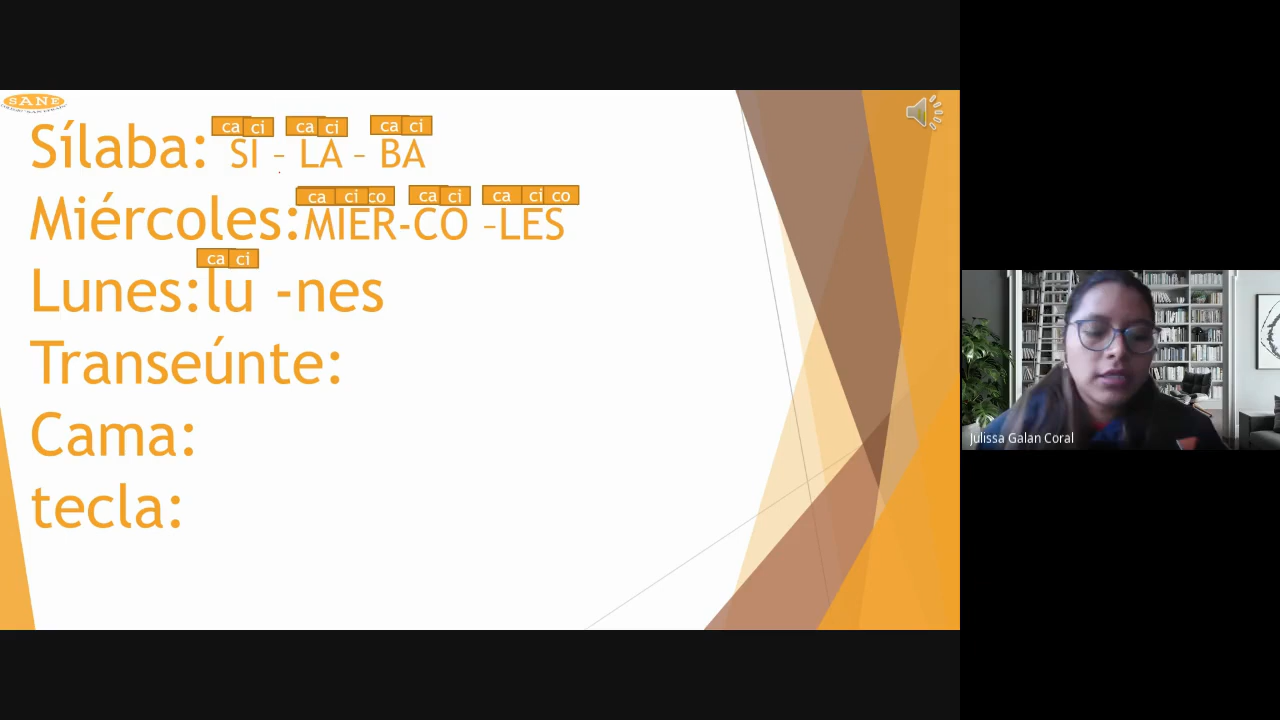 SANE
ca ci ca ci ca ci
Sílaba: SI – LA – BA
ca ci co ca ci ca ci co
Miércoles:MIER-CO –LES
ca ci
Lunes:lu -nes
Transeúnte:
Cama:
tecla:
Julissa Galan Coral